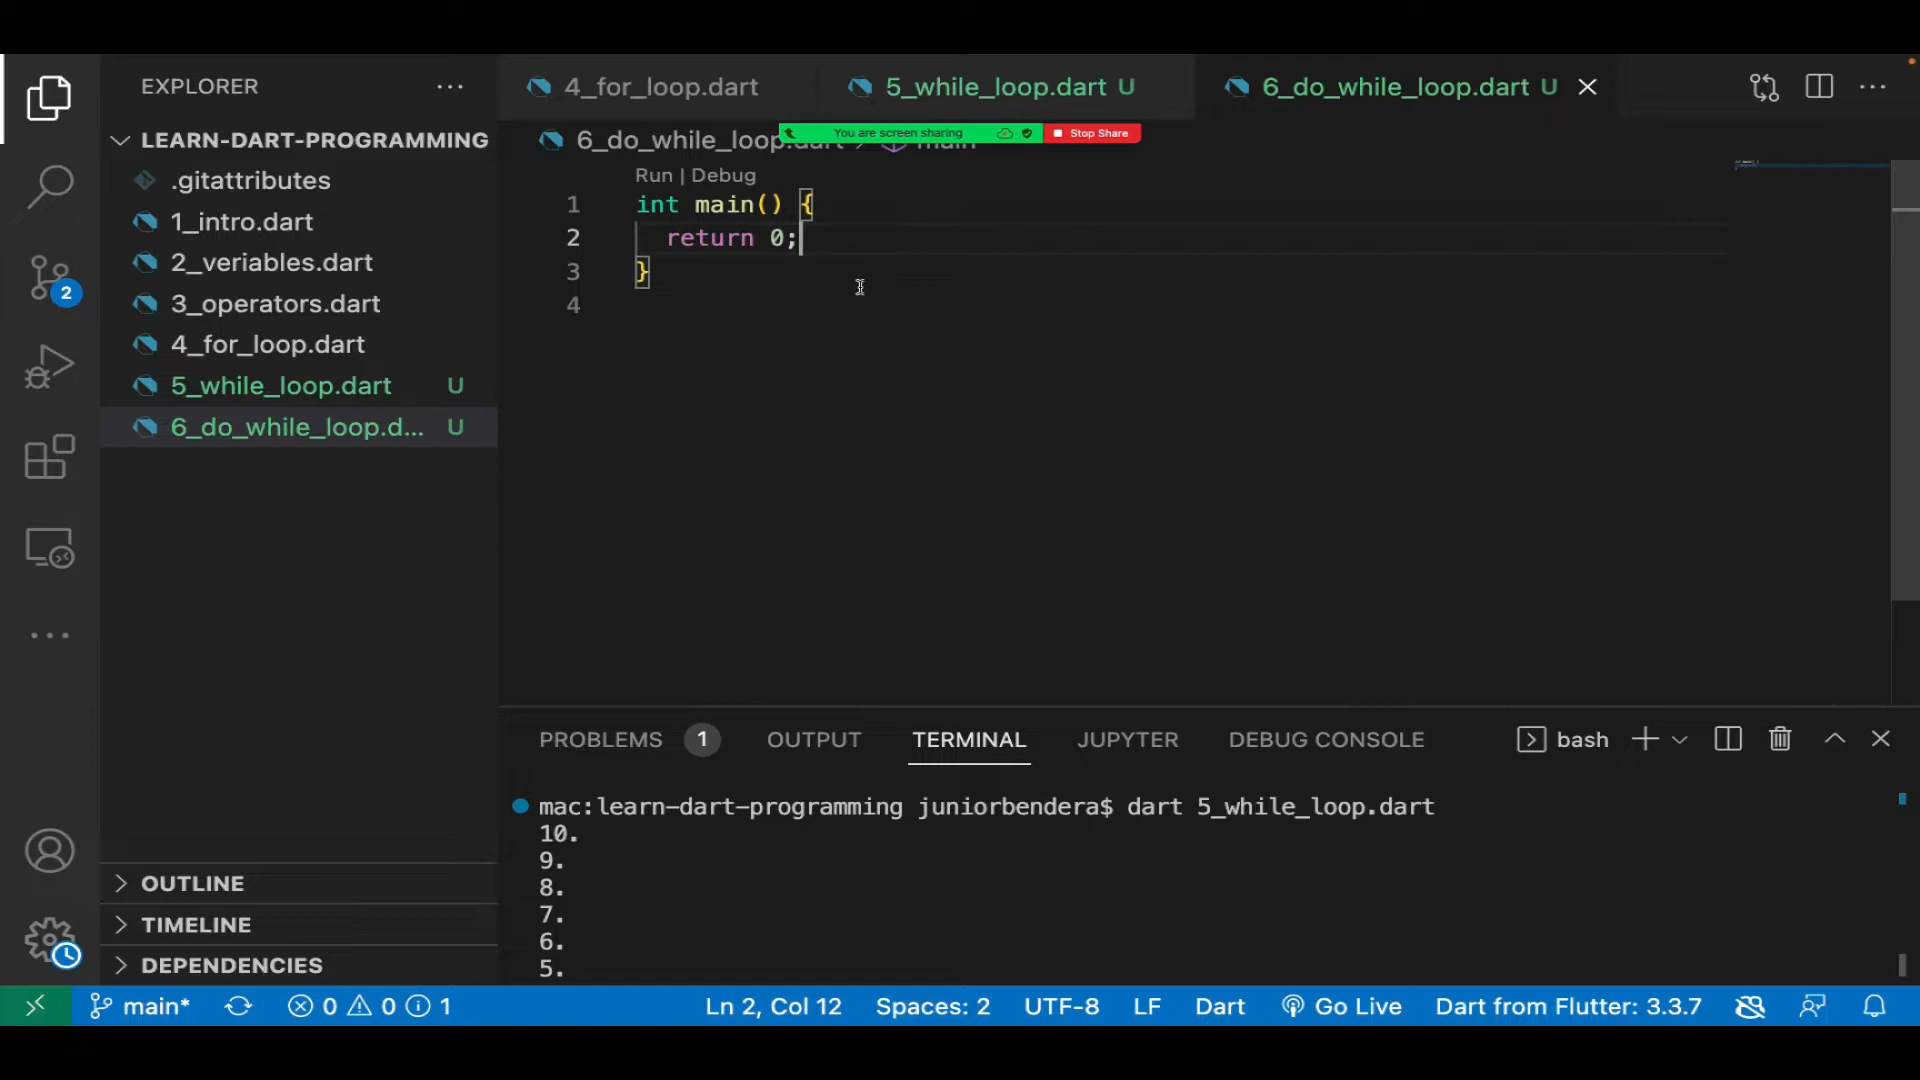 EXPLORER
LEARN-DART-PROGRAMMING
.gitattributes
1_intro.dart
2_veriables.dart
3_operators.dart
4_for_loop.dart
5_while_loop.dart U
6_do_while_loop.d... U
OUTLINE
TIMELINE
DEPENDENCIES
4_for_loop.dart 5_while_loop.dart U 6_do_while_loop.dart U
You are screen sharing Stop Share
6_do_while_loop.dart > main
Run | Debug
1 int main() {
2 return 0;
3 }
4
PROBLEMS 1 OUTPUT TERMINAL JUPYTER DEBUG CONSOLE bash
mac:learn-dart-programming juniorbendera$ dart 5_while_loop.dart
10.
9.
8.
7.
6.
5.
2
main* 0 0 1 Ln 2, Col 12 Spaces: 2 UTF-8 LF Dart Go Live Dart from Flutter: 3.3.7